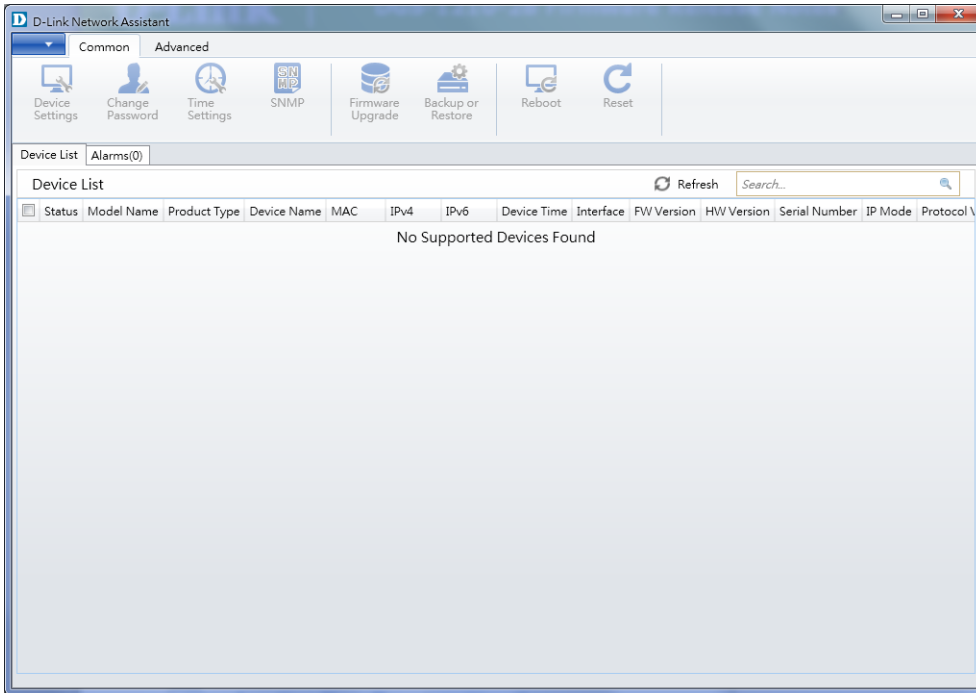 D-Link Network Assistant
Common Advanced
Device Settings
Change Password
Time Settings
SNMP
Firmware Upgrade
Backup or Restore
Reboot
Reset
Device List Alarms(0)
Device List Refresh Search...
Status Model Name Product Type Device Name MAC IPv4 IPv6 Device Time Interface FW Version HW Version Serial Number IP Mode Protocol
No Supported Devices Found